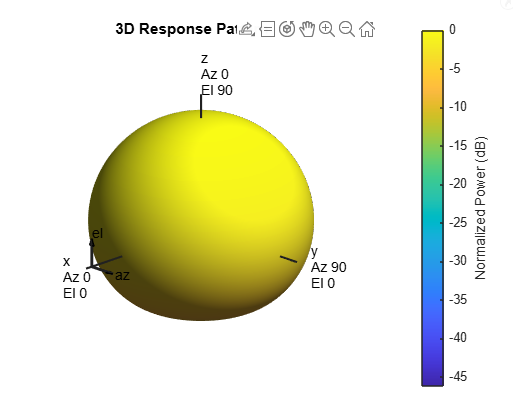 3D Response Pat
z
Az 0
El 90
el
x
Az 0
El 0
az
y
Az 90
El 0
0
-5
-10
-15
-20
-25
-30
-35
-40
-45
Normalized Power (dB)